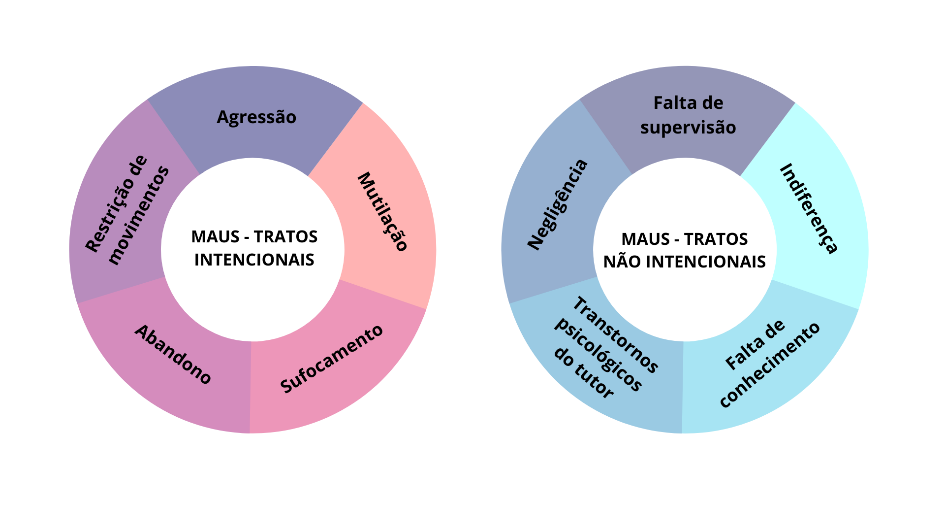 Agressão
Mutilação
Sufocamento
Abandono
Restrição de
movimentos
MAUS - TRATOS
INTENCIONAIS
Falta de
supervisão
Indiferença
Falta de
conhecimento
Transtornos
psicológicos
do tutor
Negligência
MAUS - TRATOS
NÃO INTENCIONAIS